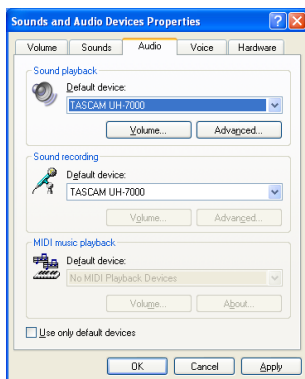 Sounds and Audio Devices Properties
Volume Sounds Audio Voice Hardware
Sound playback
Default device:
TASCAM UH-7000
Volume... Advanced...
Sound recording
Default device:
TASCAM UH-7000
Volume... Advanced...
MIDI music playback
Default device:
No MIDI Playback Devices
Volume... About...
Use only default devices
OK Cancel Apply